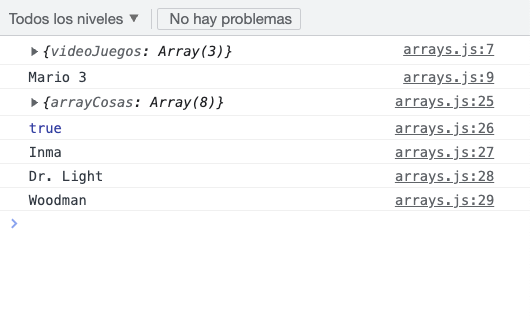 Todos los niveles ▼ No hay problemas
▶ {videoJuegos: Array(3)} arrays.js:7
Mario 3 arrays.js:9
▶ {arrayCosas: Array(8)} arrays.js:25
true arrays.js:26
Inma arrays.js:27
Dr. Light arrays.js:28
Woodman arrays.js:29